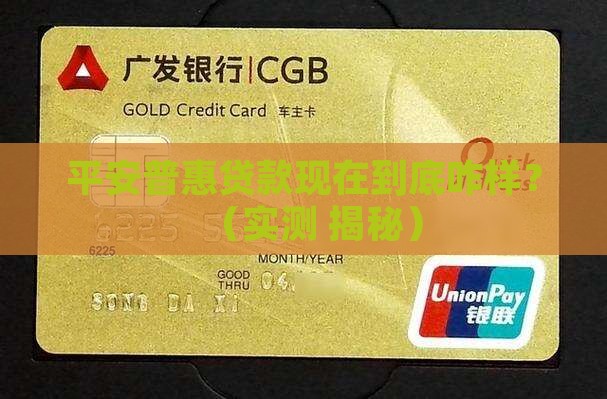 广发银行|CGB
GOLD Credit Card 车主卡
平安普惠贷款现在到底咋样?
（实测 揭秘）
6225
MONTH/YEAR
GOOD THRU 04/
SONG DA XI
UnionPay
银联